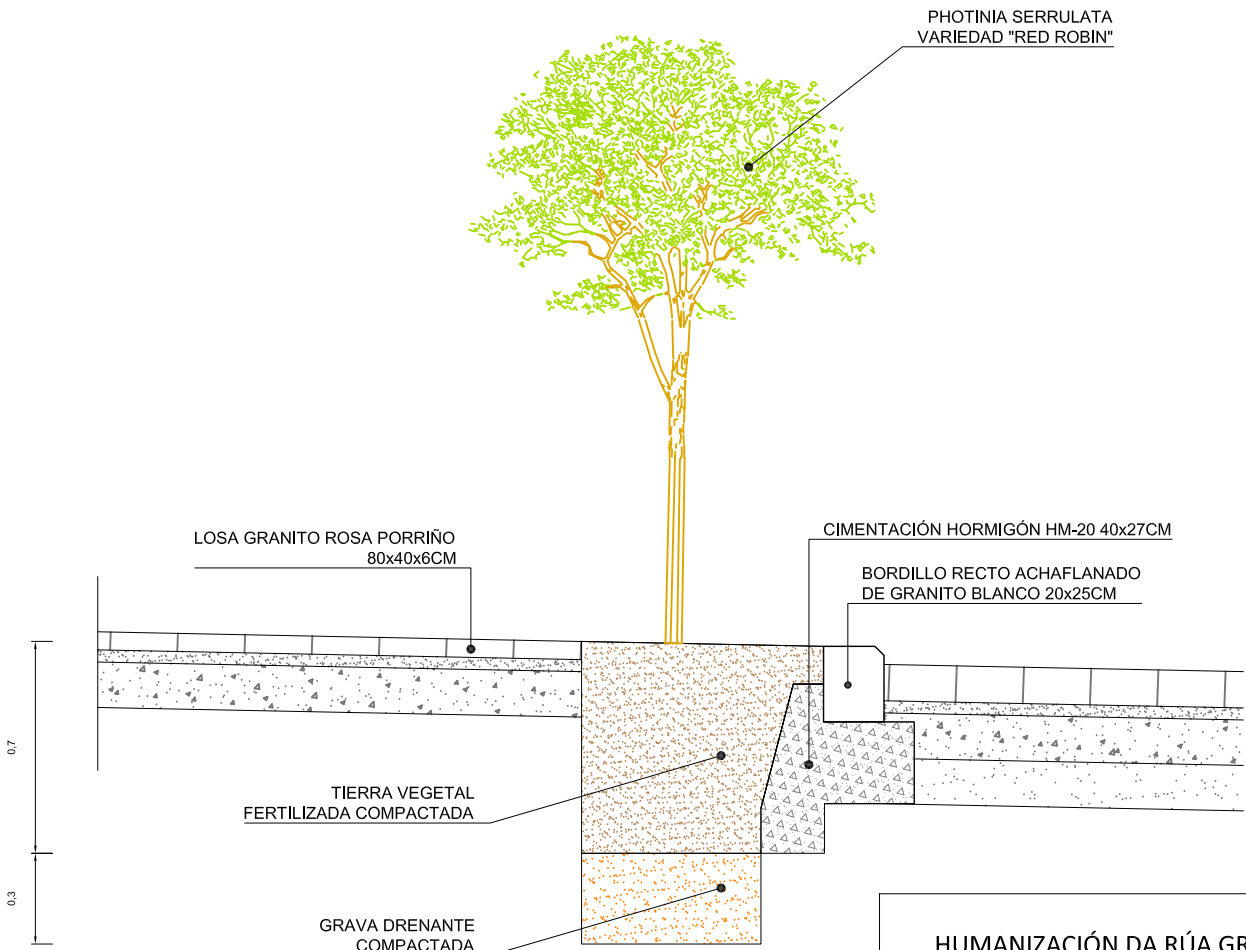 PHOTINIA SERRULATA
VARIEDAD "RED ROBIN"
LOSA GRANITO ROSA PORRIÑO
80x40x6CM
CIMENTACIÓN HORMIGÓN HM-20 40x27CM
BORDILLO RECTO ACHAFLANADO
DE GRANITO BLANCO 20x25CM
0.7
TIERRA VEGETAL
FERTILIZADA COMPACTADA
0.3
GRAVA DRENANTE
COMPACTADA
HUMANIZACIÓN DA RÚA